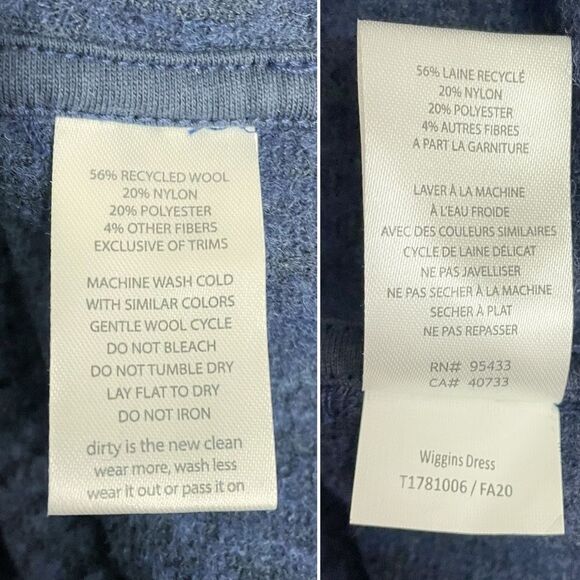 56% RECYCLED WOOL
20% NYLON
20% POLYESTER
4% OTHER FIBERS
EXCLUSIVE OF TRIMS
MACHINE WASH COLD
WITH SIMILAR COLORS
GENTLE WOOL CYCLE
DO NOT BLEACH
DO NOT TUMBLE DRY
LAY FLAT TO DRY
DO NOT IRON
dirty is the new clean
wear more, wash less
wear it out or pass it on
56% LAINE RECYCLÉ
20% NYLON
20% POLYESTER
4% AUTRES FIBRES
A PART LA GARNITURE
LAVER À LA MACHINE
À L'EAU FROIDE
AVEC DES COULEURS SIMILAIRES
CYCLE DE LAINE DÉLICAT
NE PAS JAVELLISER
NE PAS SECHER À LA MACHINE
SECHER À PLAT
NE PAS REPASSER
RN# 95433
CA# 40733
Wiggins Dress
T1781006 / FA20